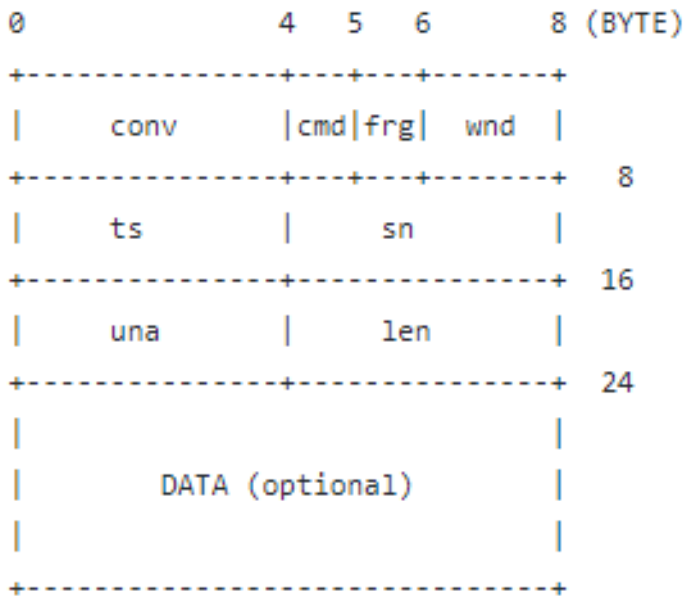 0               4   5   6       8 (BYTE)
+---------------+---+---+-------+
|     conv      |cmd|frg|  wnd  |
+---------------+---+---+-------+   8
|     ts        |     sn        |
+---------------+---------------+  16
|     una       |     len       |
+---------------+---------------+  24
|                               |
|        DATA (optional)        |
|                               |
+-------------------------------+